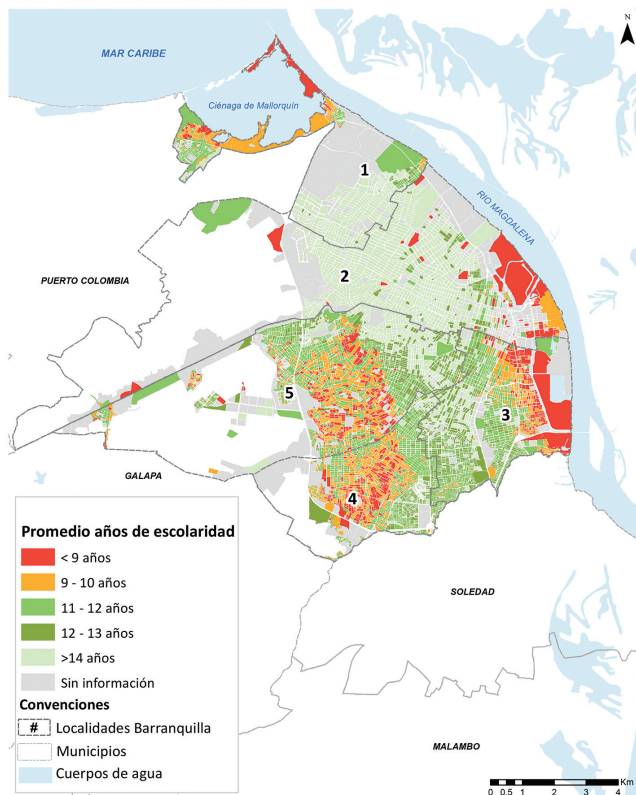 N
MAR CARIBE
Ciénaga de Mallorquín
1
RIO MAGDALENA
2
PUERTO COLOMBIA
5
3
GALAPA
4
Promedio años de escolaridad
< 9 años
9 - 10 años
11 - 12 años
12 - 13 años
>14 años
Sin información
Convenciones
# Localidades Barranquilla
Municipios
Cuerpos de agua
SOLEDAD
MALAMBO
Km
0 0.5 1 2 3 4